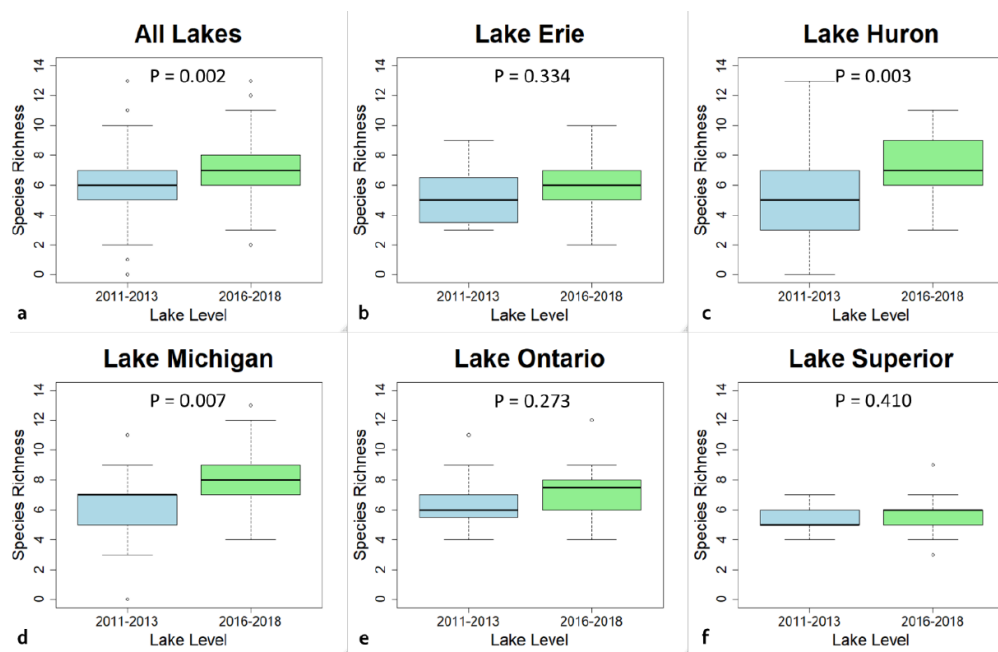 All Lakes
P = 0.002
Species Richness
14
12
10
8
6
4
2
0
2011-2013
2016-2018
Lake Level
a
Lake Erie
P = 0.334
Species Richness
14
12
10
8
6
4
2
0
2011-2013
2016-2018
Lake Level
b
Lake Huron
P = 0.003
Species Richness
14
12
10
8
6
4
2
0
2011-2013
2016-2018
Lake Level
c
Lake Michigan
P = 0.007
Species Richness
14
12
10
8
6
4
2
0
2011-2013
2016-2018
Lake Level
d
Lake Ontario
P = 0.273
Species Richness
14
12
10
8
6
4
2
0
2011-2013
2016-2018
Lake Level
e
Lake Superior
P = 0.410
Species Richness
14
12
10
8
6
4
2
0
2011-2013
2016-2018
Lake Level
f